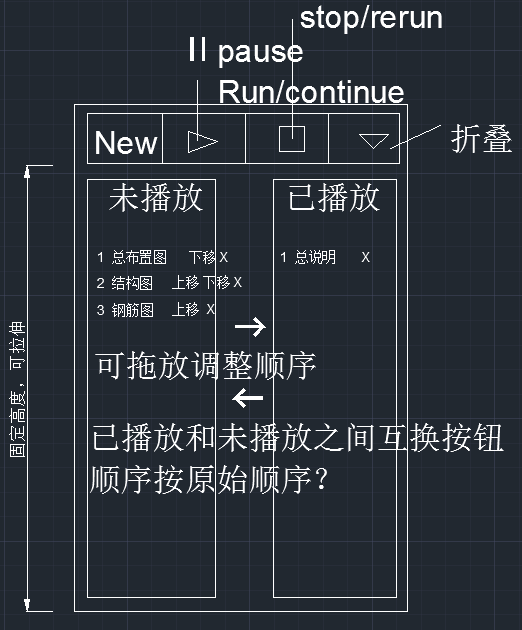 stop/rerun
II pause
Run/continue
New
折叠
未播放
已播放
1 总布置图 下移 X
2 结构图 上移 下移 X
3 钢筋图 上移 X
1 总说明 X
可拖放调整顺序
已播放和未播放之间互换按钮
顺序按原始顺序?
固定高度，可拉伸